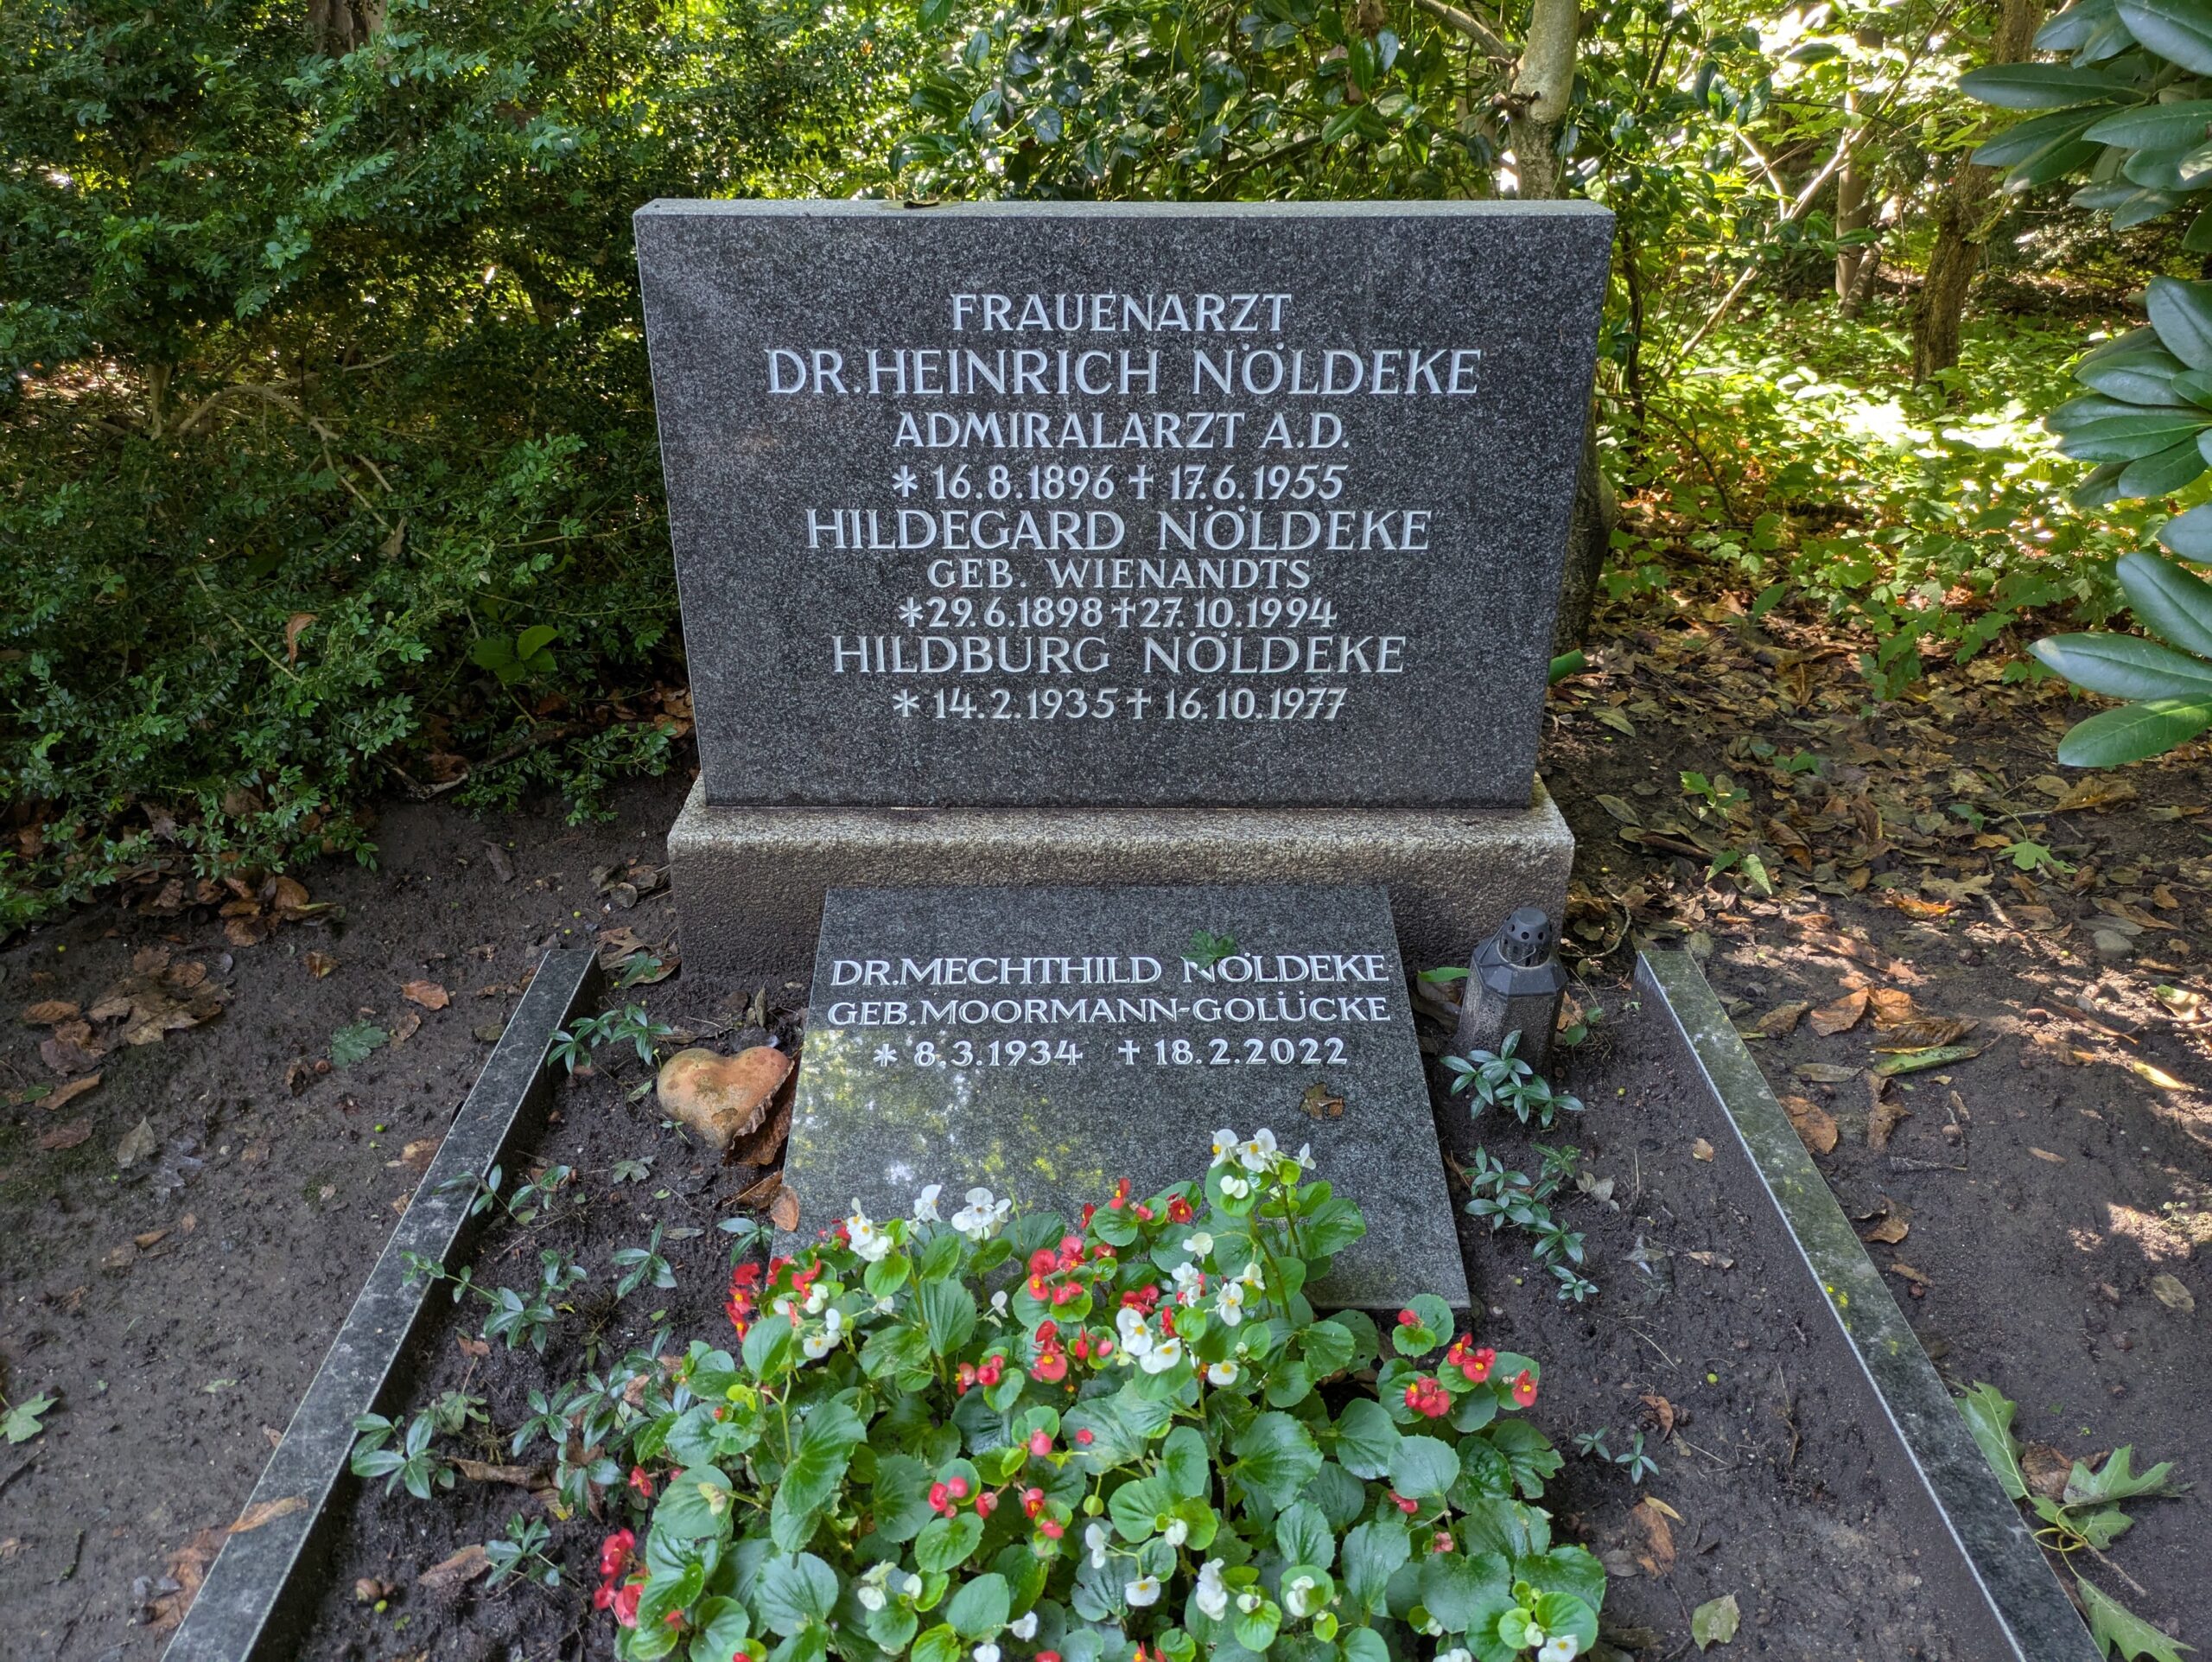 FRAUENARZT
DR. HEINRICH NÖLDEKE
ADMIRALARZT A.D.
* 16.8.1896 † 17.6.1955
HILDEGARD NÖLDEKE
GEB. WIENANDTS
* 29.6.1898 † 27.10.1994
HILDBURG NÖLDEKE
* 14.2.1935 † 16.10.1977
DR. MECHTHILD NÖLDEKE
GEB. MOORMANN-GOLÜCKE
* 8.3.1934 † 18.2.2022